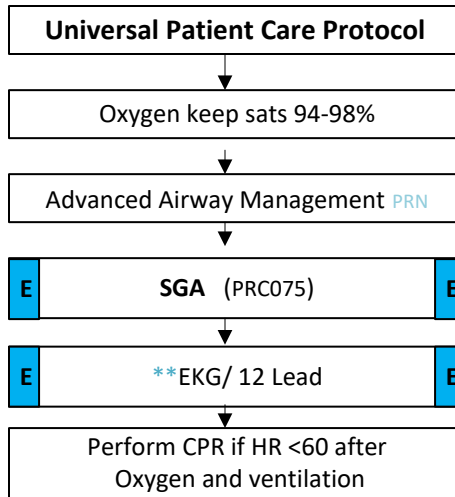 Universal Patient Care Protocol
Oxygen keep sats 94-98%
Advanced Airway Management PRN
E SGA (PRC075) E
E **EKG/ 12 Lead E
Perform CPR if HR <60 after
Oxygen and ventilation